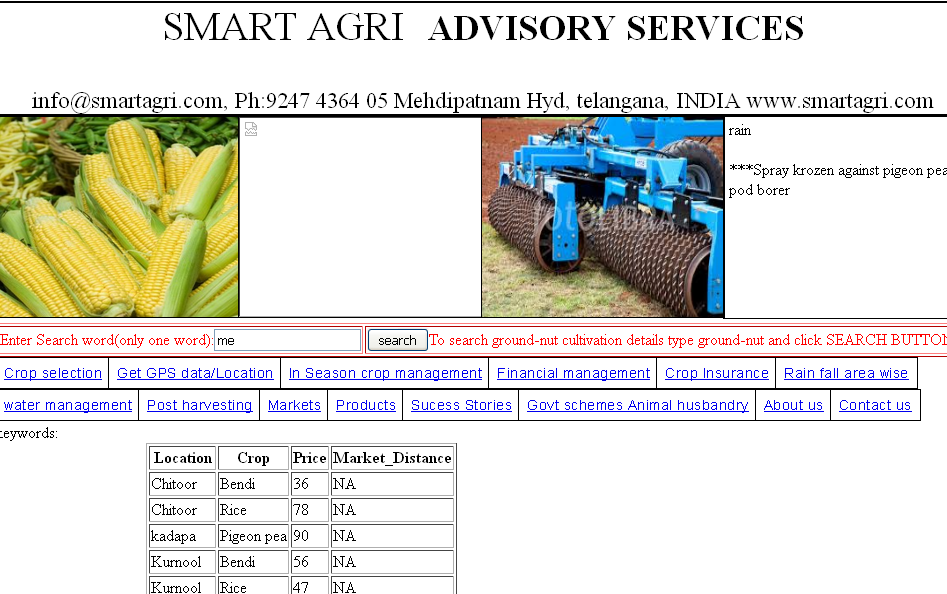 SMART AGRI ADVISORY SERVICES
info@smartagri.com, Ph:9247 4364 05 Mehdipatnam Hyd, telangana, INDIA www.smartagri.com
rain
***Spray krozen against pigeon pea
pod borer
FOTOLIBRA
Enter Search word(only one word): me search To search ground-nut cultivation details type ground-nut and click SEARCH BUTTON
Crop selection Get GPS data/Location In Season crop management Financial management Crop Insurance Rain fall area wise
water management Post harvesting Markets Products Sucess Stories Govt schemes Animal husbandry About us Contact us
keywords:
Location Crop Price Market_Distance
Chitoor Bendi 36 NA
Chitoor Rice 78 NA
kadapa Pigeon pea 90 NA
Kurnool Bendi 56 NA
Kurnool Rice 47 NA